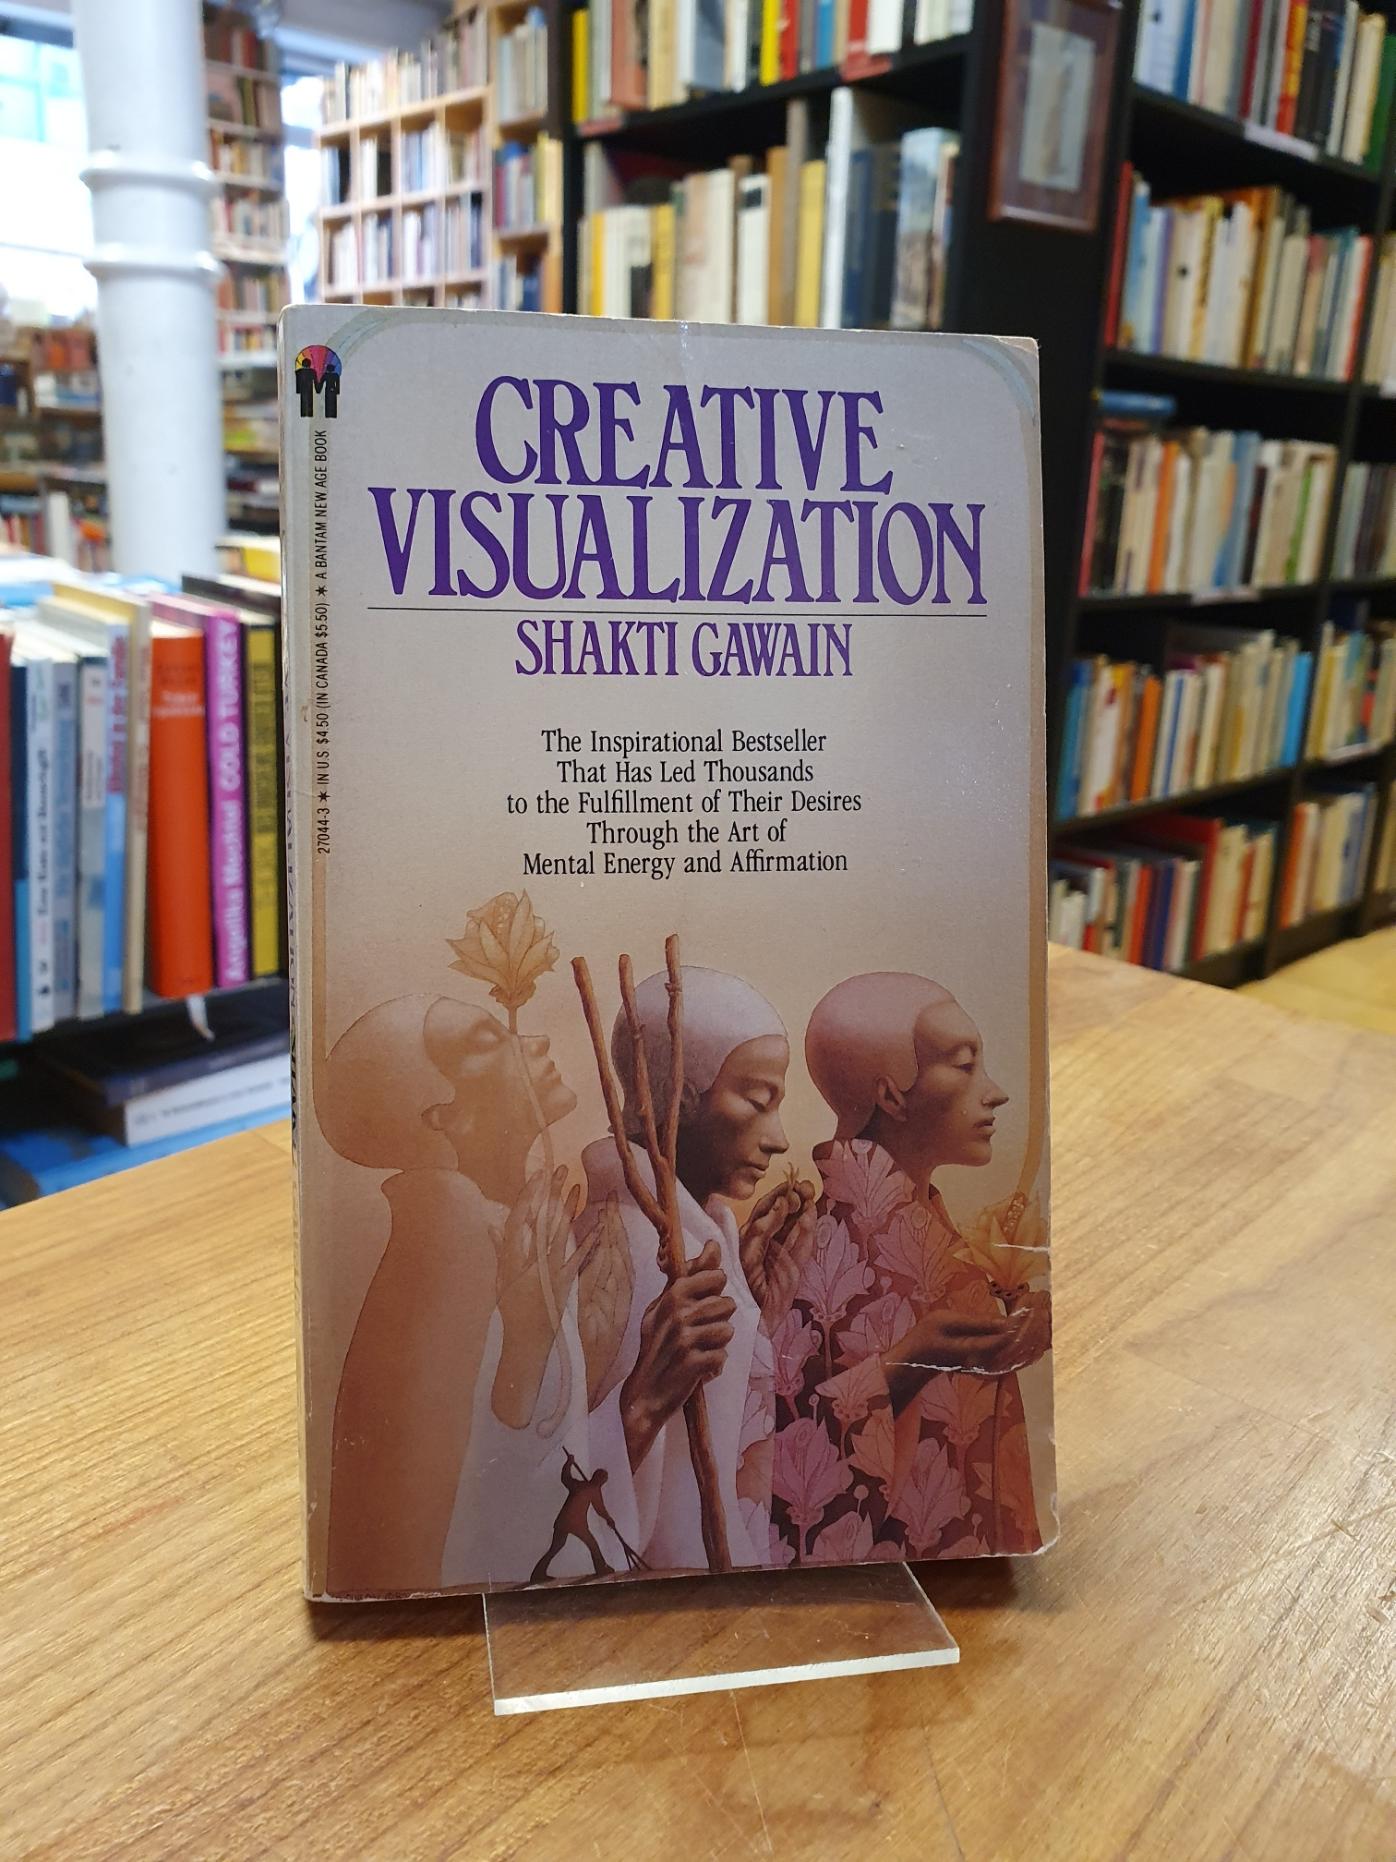 CREATIVE
VISUALIZATION
SHAKTI GAWAIN
The Inspirational Bestseller
That Has Led Thousands
to the Fulfillment of Their Desires
Through the Art of
Mental Energy and Affirmation
27044-3 ★ IN U.S. $4.50 (IN CANADA $5.50) ★ A BANTAM NEW AGE BOOK
Angelika Mechtel COLD TURKEY